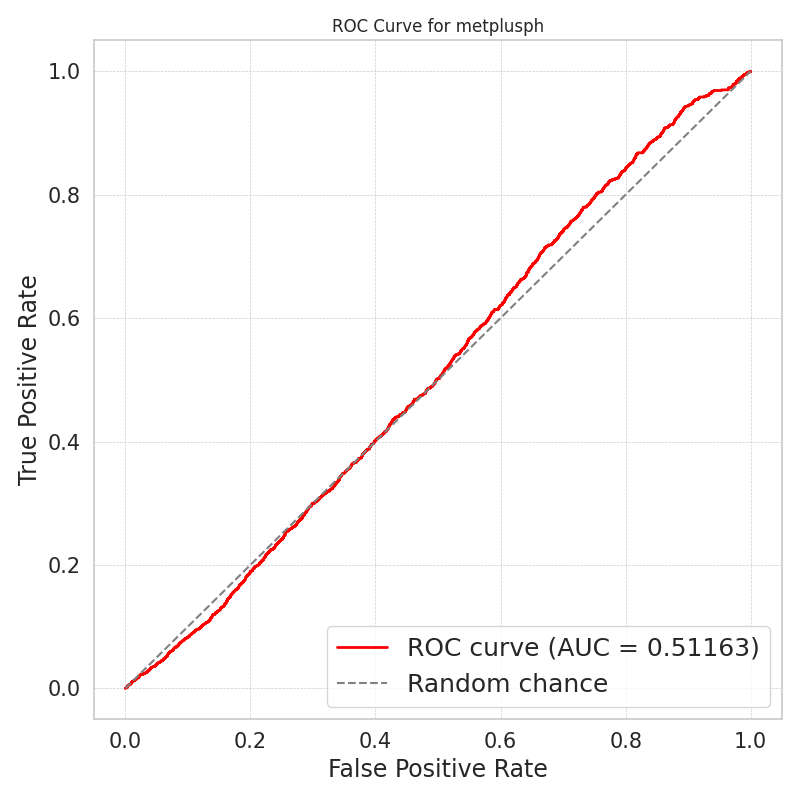 ROC Curve for metplusph
1.0
0.8
0.6
0.4
0.2
0.0
True Positive Rate
ROC curve (AUC = 0.51163)
Random chance
0.0 0.2 0.4 0.6 0.8 1.0
False Positive Rate